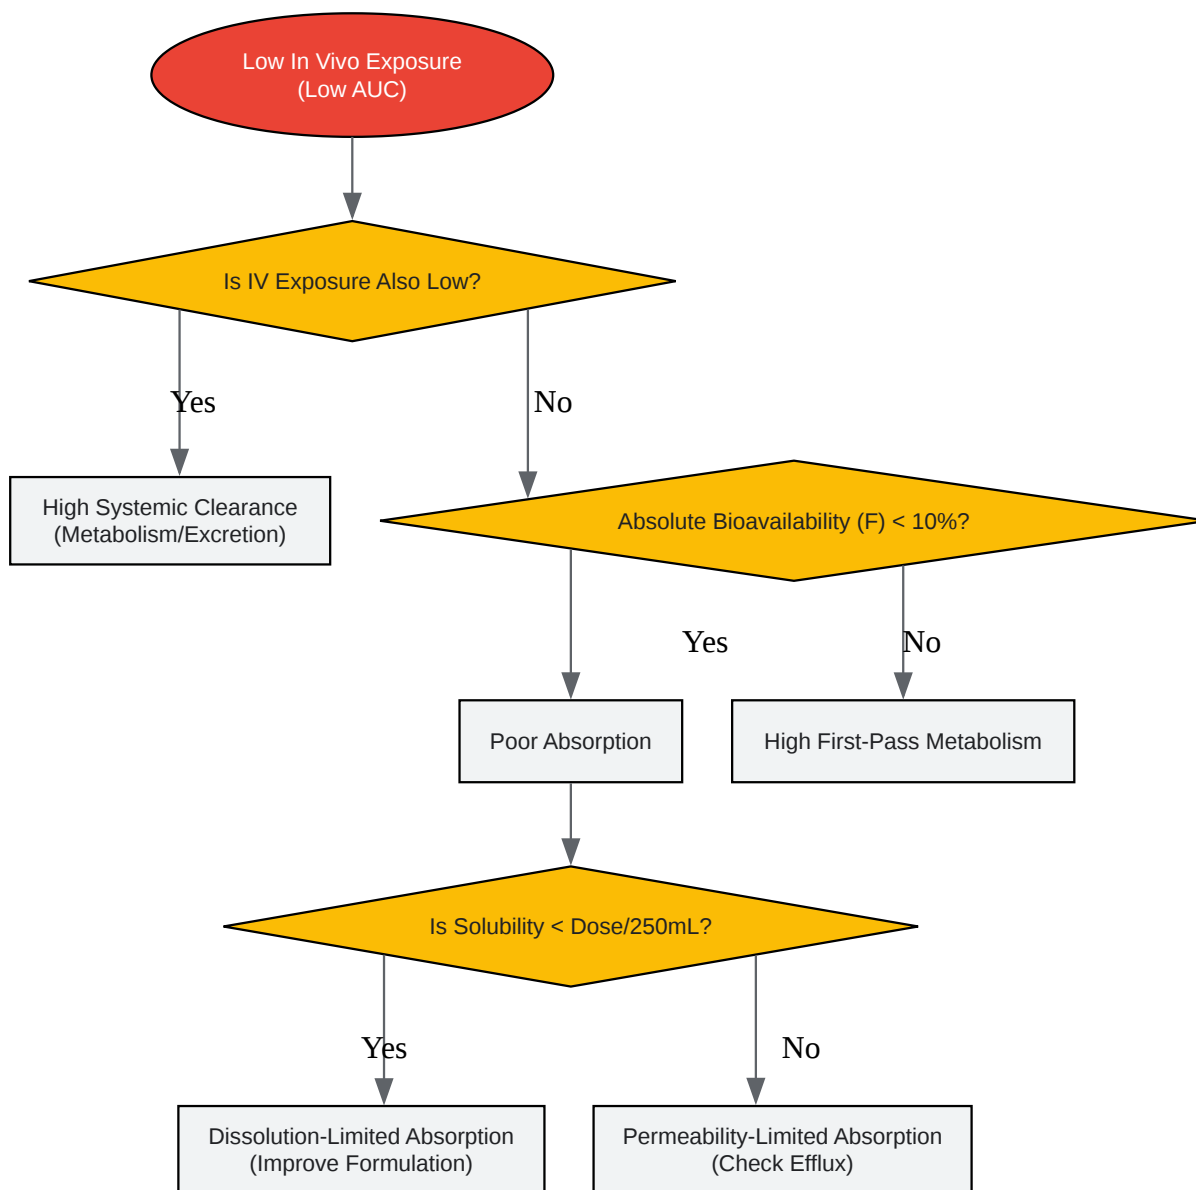 Low In Vivo Exposure
(Low AUC)
Is IV Exposure Also Low?
Yes
No
High Systemic Clearance
(Metabolism/Excretion)
Absolute Bioavailability (F) < 10%?
Yes
No
Poor Absorption
High First-Pass Metabolism
Is Solubility < Dose/250mL?
Yes
No
Dissolution-Limited Absorption
(Improve Formulation)
Permeability-Limited Absorption
(Check Efflux)